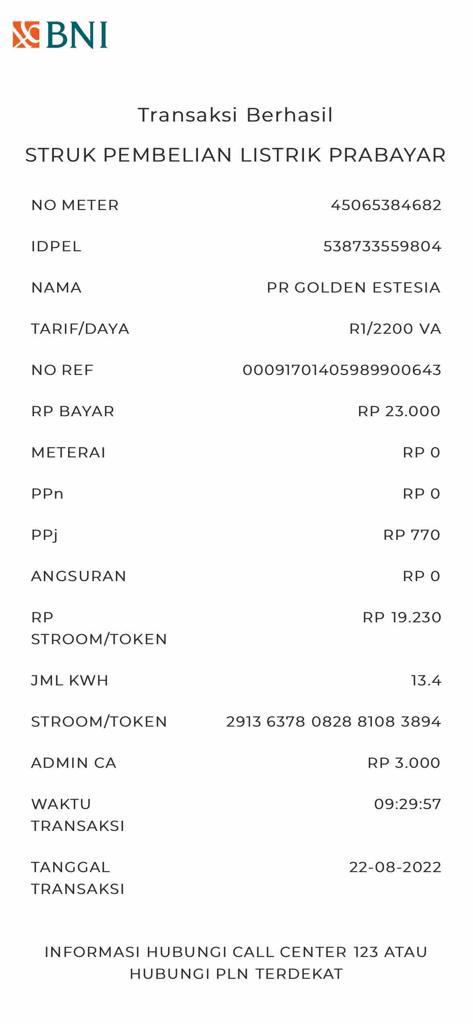 BNI
Transaksi Berhasil
STRUK PEMBELIAN LISTRIK PRABAYAR
NO METER 45065384682
IDPEL 538733559804
NAMA PR GOLDEN ESTESIA
TARIF/DAYA R1/2200 VA
NO REF 00091701405989900643
RP BAYAR RP 23.000
METERAI RP 0
PPn RP 0
PPj RP 770
ANGSURAN RP 0
RP RP 19.230
STROOM/TOKEN
JML KWH 13.4
STROOM/TOKEN 2913 6378 0828 8108 3894
ADMIN CA RP 3.000
WAKTU 09:29:57
TRANSAKSI
TANGGAL 22-08-2022
TRANSAKSI
INFORMASI HUBUNGI CALL CENTER 123 ATAU
HUBUNGI PLN TERDEKAT